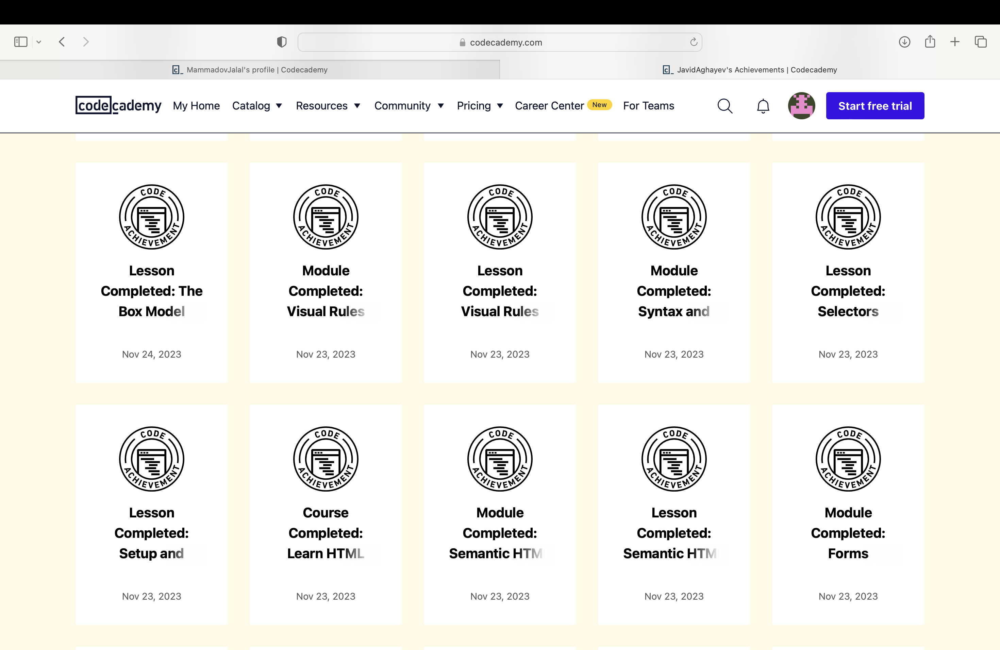 codecademy.com
MammadovJalal's profile | Codecademy
JavidAghayev's Achievements | Codecademy
codecademy My Home Catalog Resources Community Pricing Career Center New For Teams Start free trial
CODE ACHIEVEMENT
Lesson
Completed: The
Box Model
Nov 24, 2023
CODE ACHIEVEMENT
Module
Completed:
Visual Rules
Nov 23, 2023
CODE ACHIEVEMENT
Lesson
Completed:
Visual Rules
Nov 23, 2023
CODE ACHIEVEMENT
Module
Completed:
Syntax and
Nov 23, 2023
CODE ACHIEVEMENT
Lesson
Completed:
Selectors
Nov 23, 2023
CODE ACHIEVEMENT
Lesson
Completed:
Setup and
Nov 23, 2023
CODE ACHIEVEMENT
Course
Completed:
Learn HTML
Nov 23, 2023
CODE ACHIEVEMENT
Module
Completed:
Semantic HTM
Nov 23, 2023
CODE ACHIEVEMENT
Lesson
Completed:
Semantic HTM
Nov 23, 2023
CODE ACHIEVEMENT
Module
Completed:
Forms
Nov 23, 2023